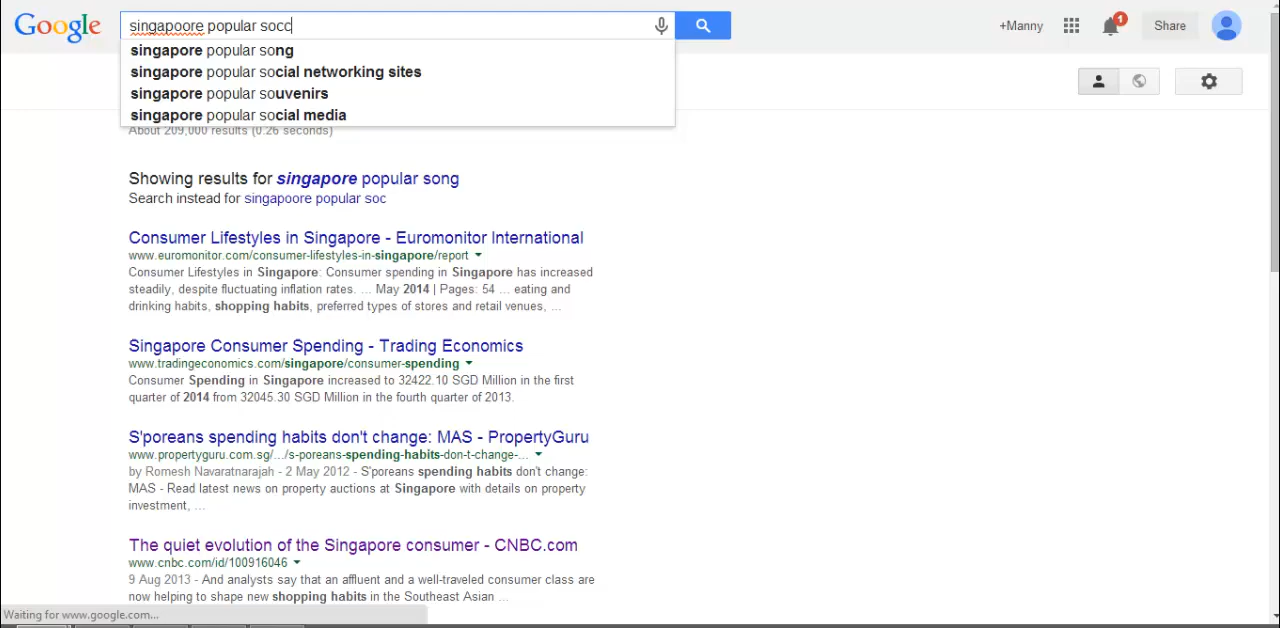 Google
singapoore popular socc
+Manny
1
Share
singapore popular song
singapore popular social networking sites
singapore popular souvenirs
singapore popular social media
About 209,000 results (0.26 seconds)
Showing results for singapore popular song
Search instead for singapoore popular soc
Consumer Lifestyles in Singapore - Euromonitor International
www.euromonitor.com/consumer-lifestyles-in-singapore/report
Consumer Lifestyles in Singapore: Consumer spending in Singapore has increased
steadily, despite fluctuating inflation rates. ... May 2014 | Pages: 54 ... eating and
drinking habits, shopping habits, preferred types of stores and retail venues, ...
Singapore Consumer Spending - Trading Economics
www.tradingeconomics.com/singapore/consumer-spending
Consumer Spending in Singapore increased to 32422.10 SGD Million in the first
quarter of 2014 from 32045.30 SGD Million in the fourth quarter of 2013.
S'poreans spending habits don't change: MAS - PropertyGuru
www.propertyguru.com.sg/.../s-poreans-spending-habits-don-t-change-...
by Romesh Navaratnarajah - 2 May 2012 - S'poreans spending habits don't change:
MAS - Read latest news on property auctions at Singapore with details on property
investment, ...
The quiet evolution of the Singapore consumer - CNBC.com
www.cnbc.com/id/100916046
9 Aug 2013 - And analysts say that an affluent and a well-traveled consumer class are
now helping to shape new shopping habits in the Southeast Asian ...
Waiting for www.google.com...